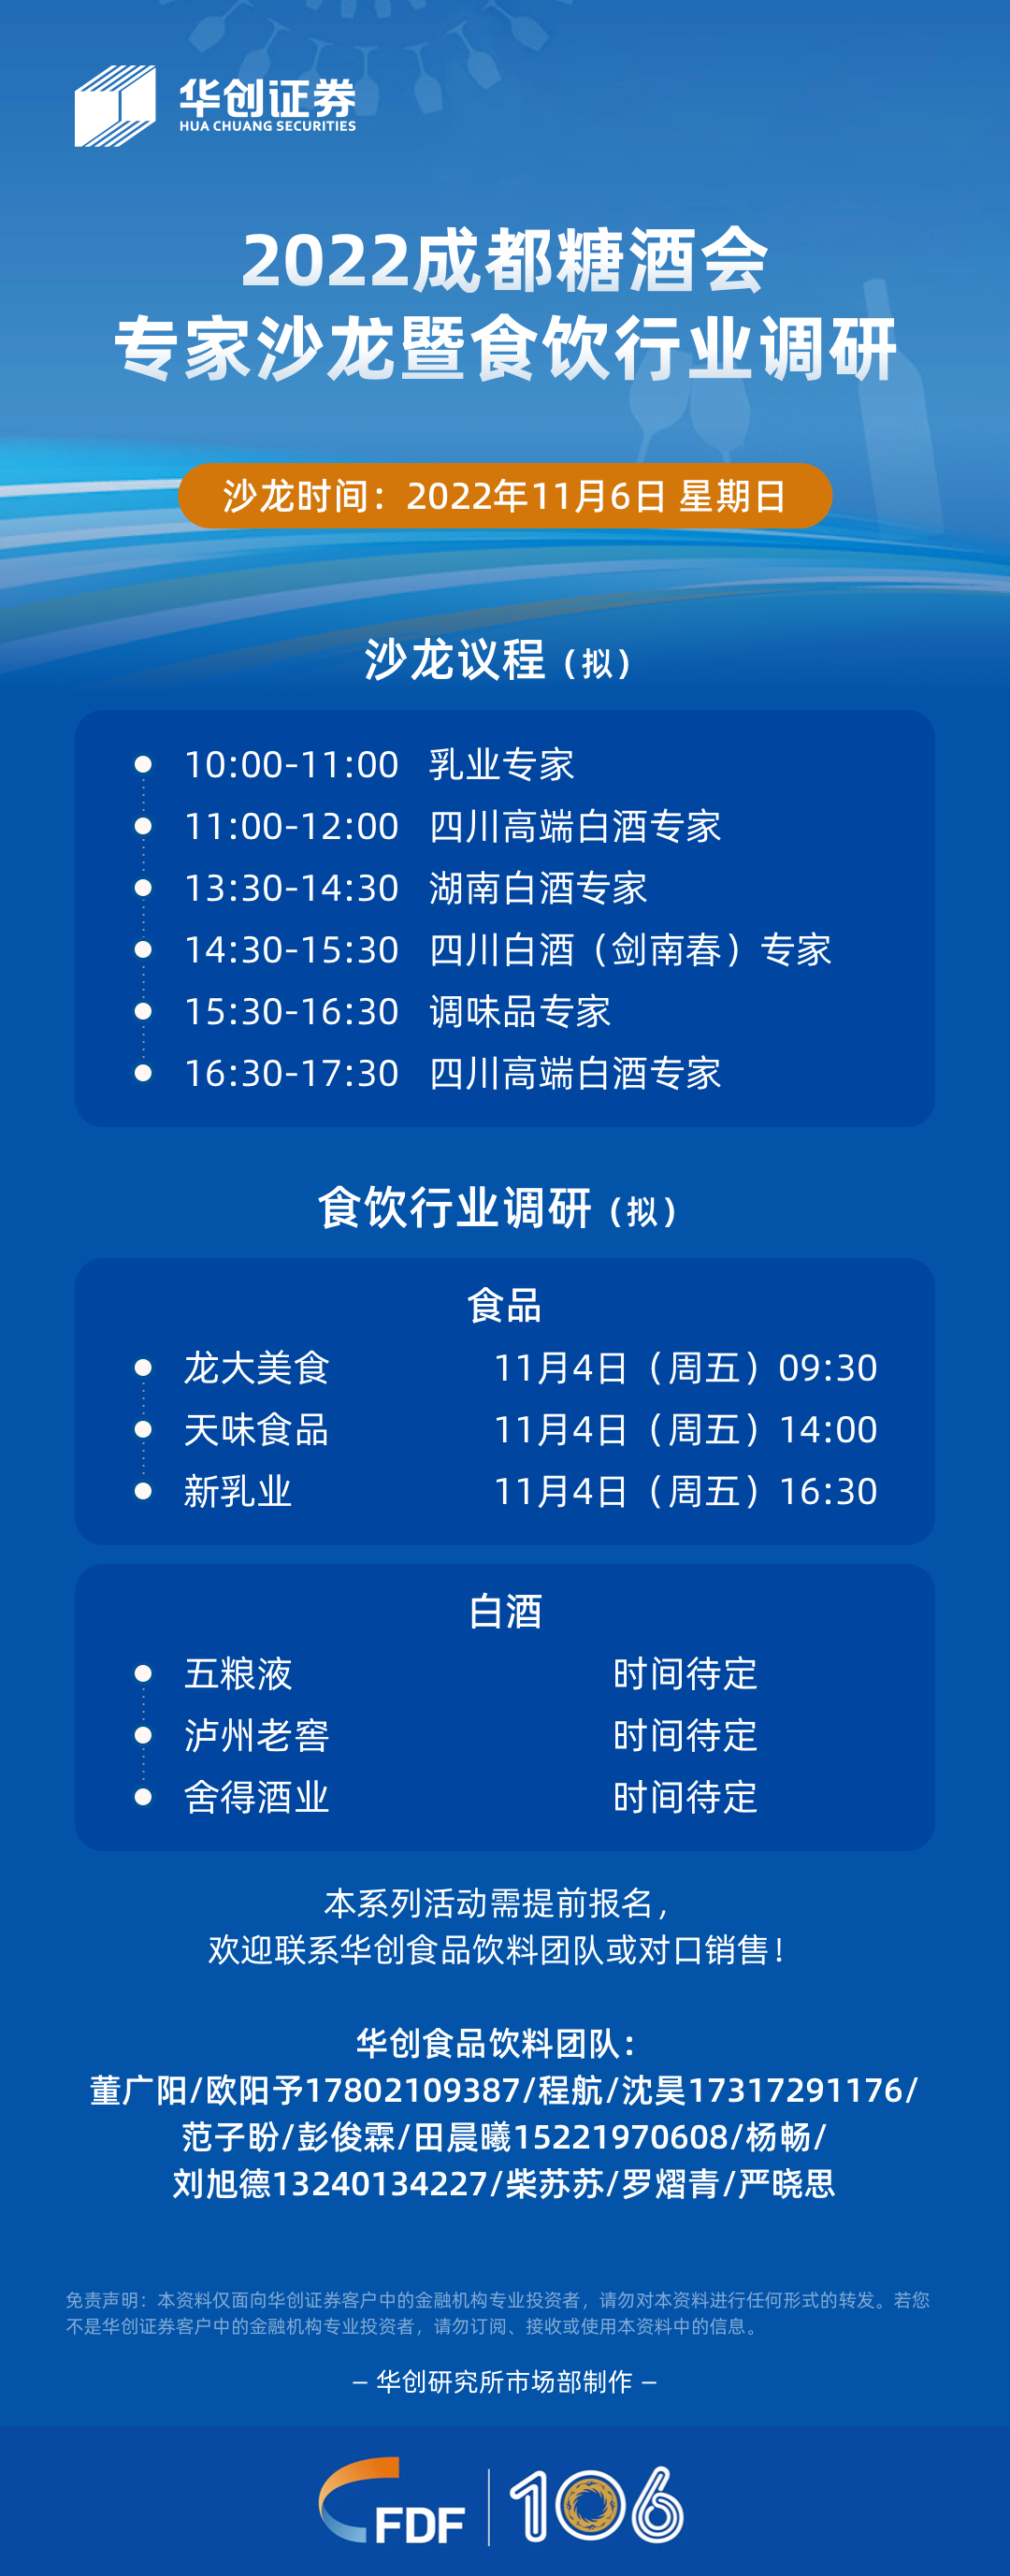 华创证券
HUA CHUANG SECURITIES
2022成都糖酒会
专家沙龙暨食饮行业调研
沙龙时间：2022年11月6日 星期日
沙龙议程（拟）
10:00-11:00 乳业专家
11:00-12:00 四川高端白酒专家
13:30-14:30 湖南白酒专家
14:30-15:30 四川白酒（剑南春）专家
15:30-16:30 调味品专家
16:30-17:30 四川高端白酒专家
食饮行业调研（拟）
食品
龙大美食 11月4日（周五）09:30
天味食品 11月4日（周五）14:00
新乳业 11月4日（周五）16:30
白酒
五粮液 时间待定
泸州老窖 时间待定
舍得酒业 时间待定
本系列活动需提前报名，
欢迎联系华创食品饮料团队或对口销售！
华创食品饮料团队：
董广阳/欧阳予17802109387/程航/沈昊17317291176/
范子盼/彭俊霖/田晨曦15221970608/杨畅/
刘旭德13240134227/柴苏苏/罗熠青/严晓思
免责声明：本资料仅面向华创证券客户中的金融机构专业投资者，请勿对本资料进行任何形式的转发。若您
不是华创证券客户中的金融机构专业投资者，请勿订阅、接收或使用本资料中的信息。
– 华创研究所市场部制作 –
CFDF 106